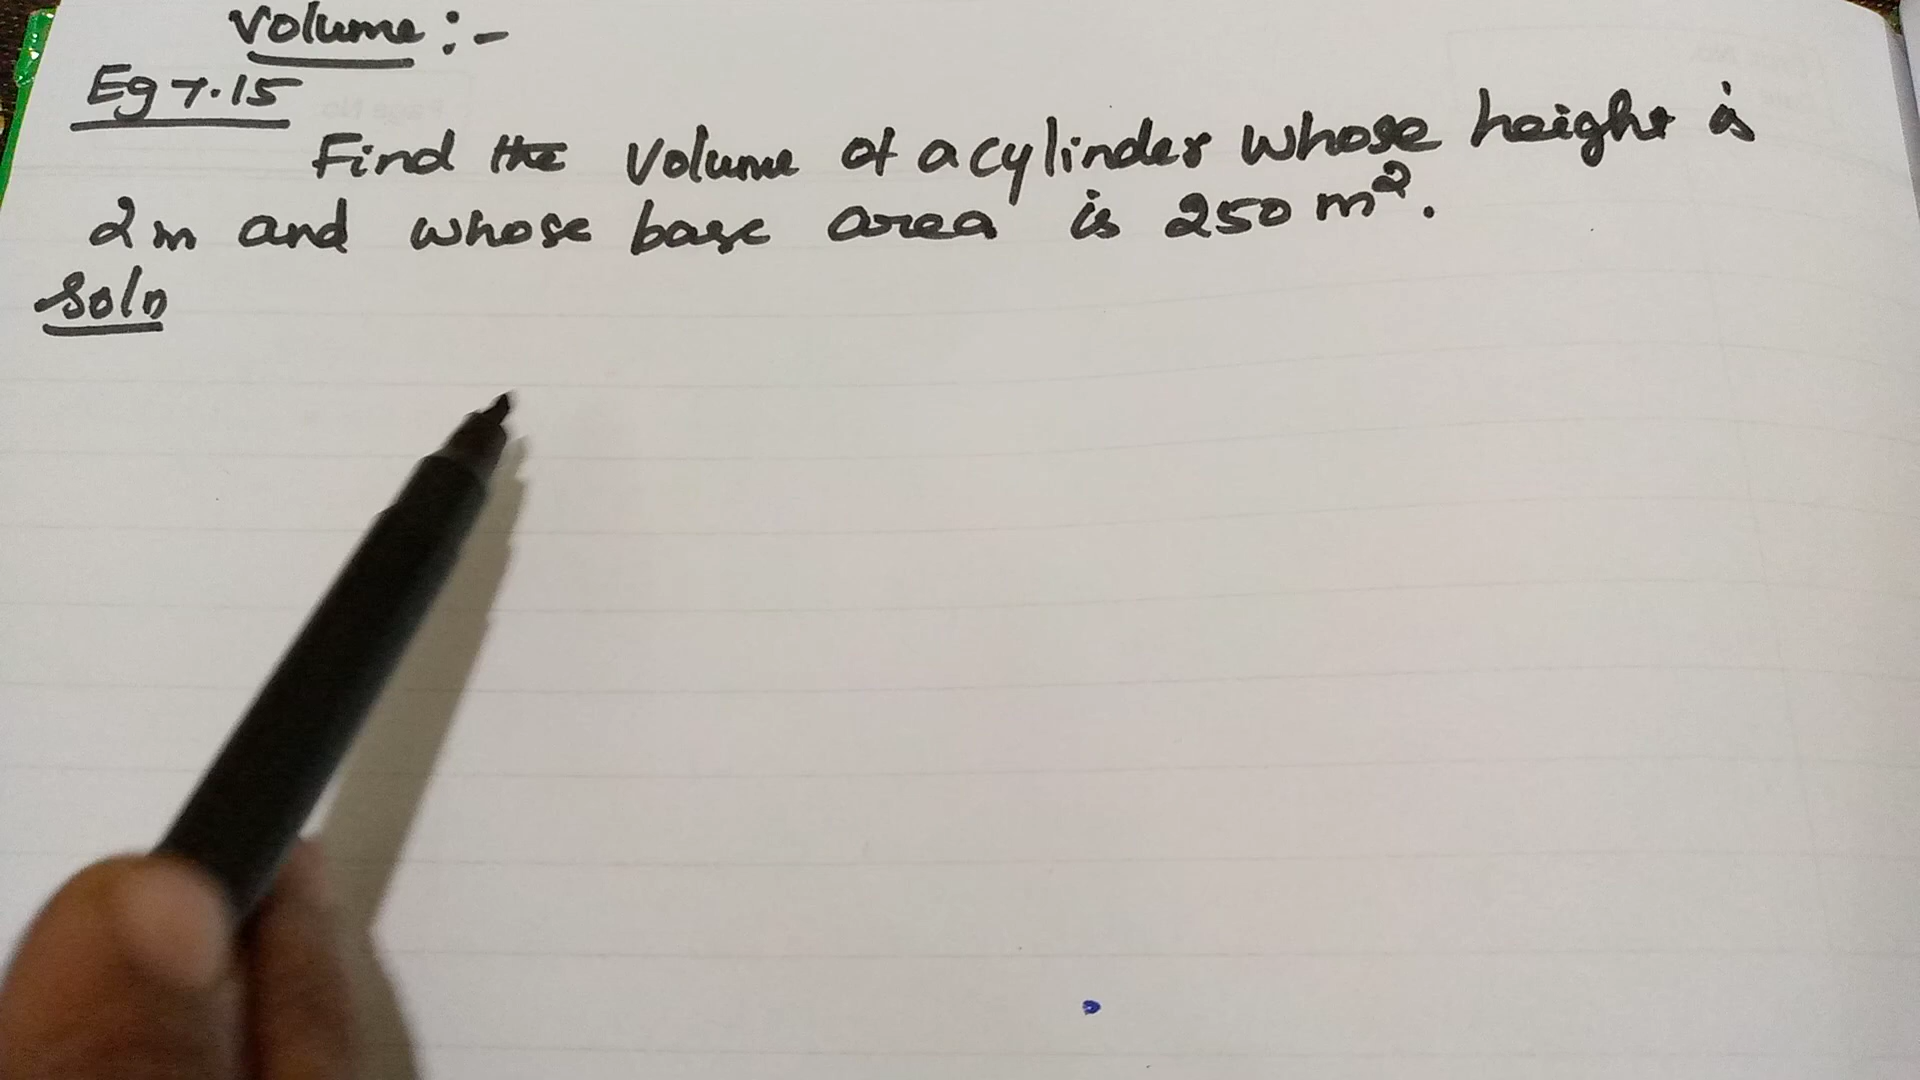 Volume :-
Eg 7.15
Find the Volume of a cylinder whose height is
2m and whose base area is 250 m².
Soln